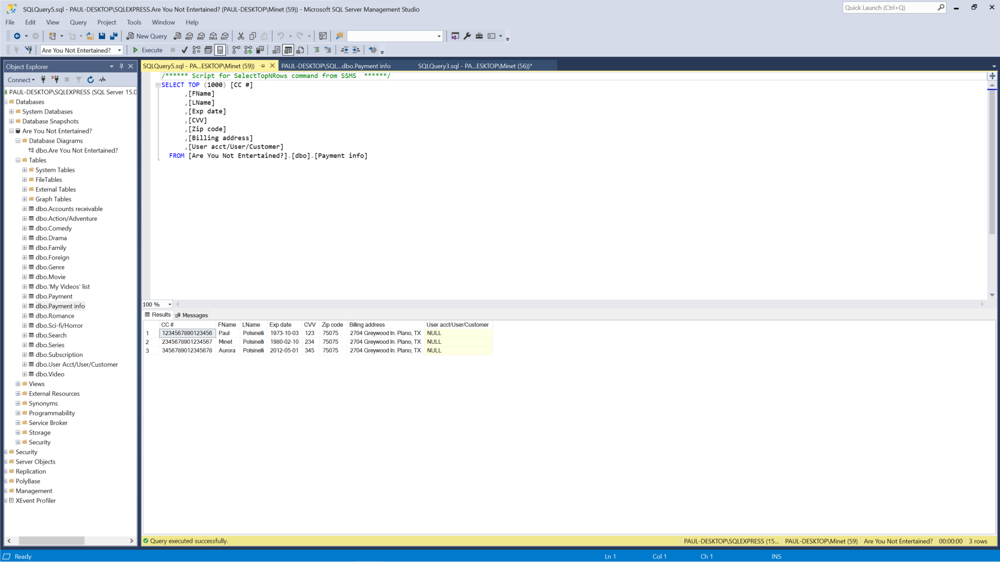 SQLQuery5.sql - PAUL-DESKTOP\SQLEXPRESS.Are You Not Entertained? (PAUL-DESKTOP\Minet (59)) - Microsoft SQL Server Management Studio
Quick Launch (Ctrl+Q)
File Edit View Query Project Tools Window Help
New Query MDX DMX XMLA DAX
Are You Not Entertained? Execute
Object Explorer
SQLQuery5.sql - PA...ESKTOP\Minet (59)) PAUL-DESKTOP\SQL...dbo.Payment info SQLQuery3.sql - PA...ESKTOP\Minet (56))*
Connect
PAUL-DESKTOP\SQLEXPRESS (SQL Server 15.0
Databases
System Databases
Database Snapshots
Are You Not Entertained?
Database Diagrams
dbo.Are You Not Entertained?
Tables
System Tables
FileTables
External Tables
Graph Tables
dbo.Accounts receivable
dbo.Action/Adventure
dbo.Comedy
dbo.Drama
dbo.Family
dbo.Foreign
dbo.Genre
dbo.Movie
dbo.'My Videos' list
dbo.Payment
dbo.Payment info
dbo.Romance
dbo.Sci-fi/Horror
dbo.Search
dbo.Series
dbo.Subscription
dbo.User Acct/User/Customer
dbo.Video
Views
External Resources
Synonyms
Programmability
Service Broker
Storage
Security
Security
Server Objects
Replication
PolyBase
Management
XEvent Profiler
/****** Script for SelectTopNRows command from SSMS ******/
SELECT TOP (1000) [CC #]
,[FName]
,[LName]
,[Exp date]
,[CVV]
,[Zip code]
,[Billing address]
,[User acct/User/Customer]
FROM [Are You Not Entertained?].[dbo].[Payment info]
100 %
Results Messages
CC # FName LName Exp date CVV Zip code Billing address User acct/User/Customer
1 1234567890123456 Paul Polsinelli 1973-10-03 123 75075 2704 Greywood ln. Plano, TX NULL
2 2345678901234567 Minet Polsinelli 1980-02-10 234 75075 2704 Greywood ln. Plano, TX NULL
3 3456789012345678 Aurora Polsinelli 2012-05-01 345 75075 2704 Greywood ln. Plano, TX NULL
Query executed successfully. PAUL-DESKTOP\SQLEXPRESS (15... PAUL-DESKTOP\Minet (59) Are You Not Entertained? 00:00:00 3 rows
Ready Ln 1 Col 1 Ch 1 INS